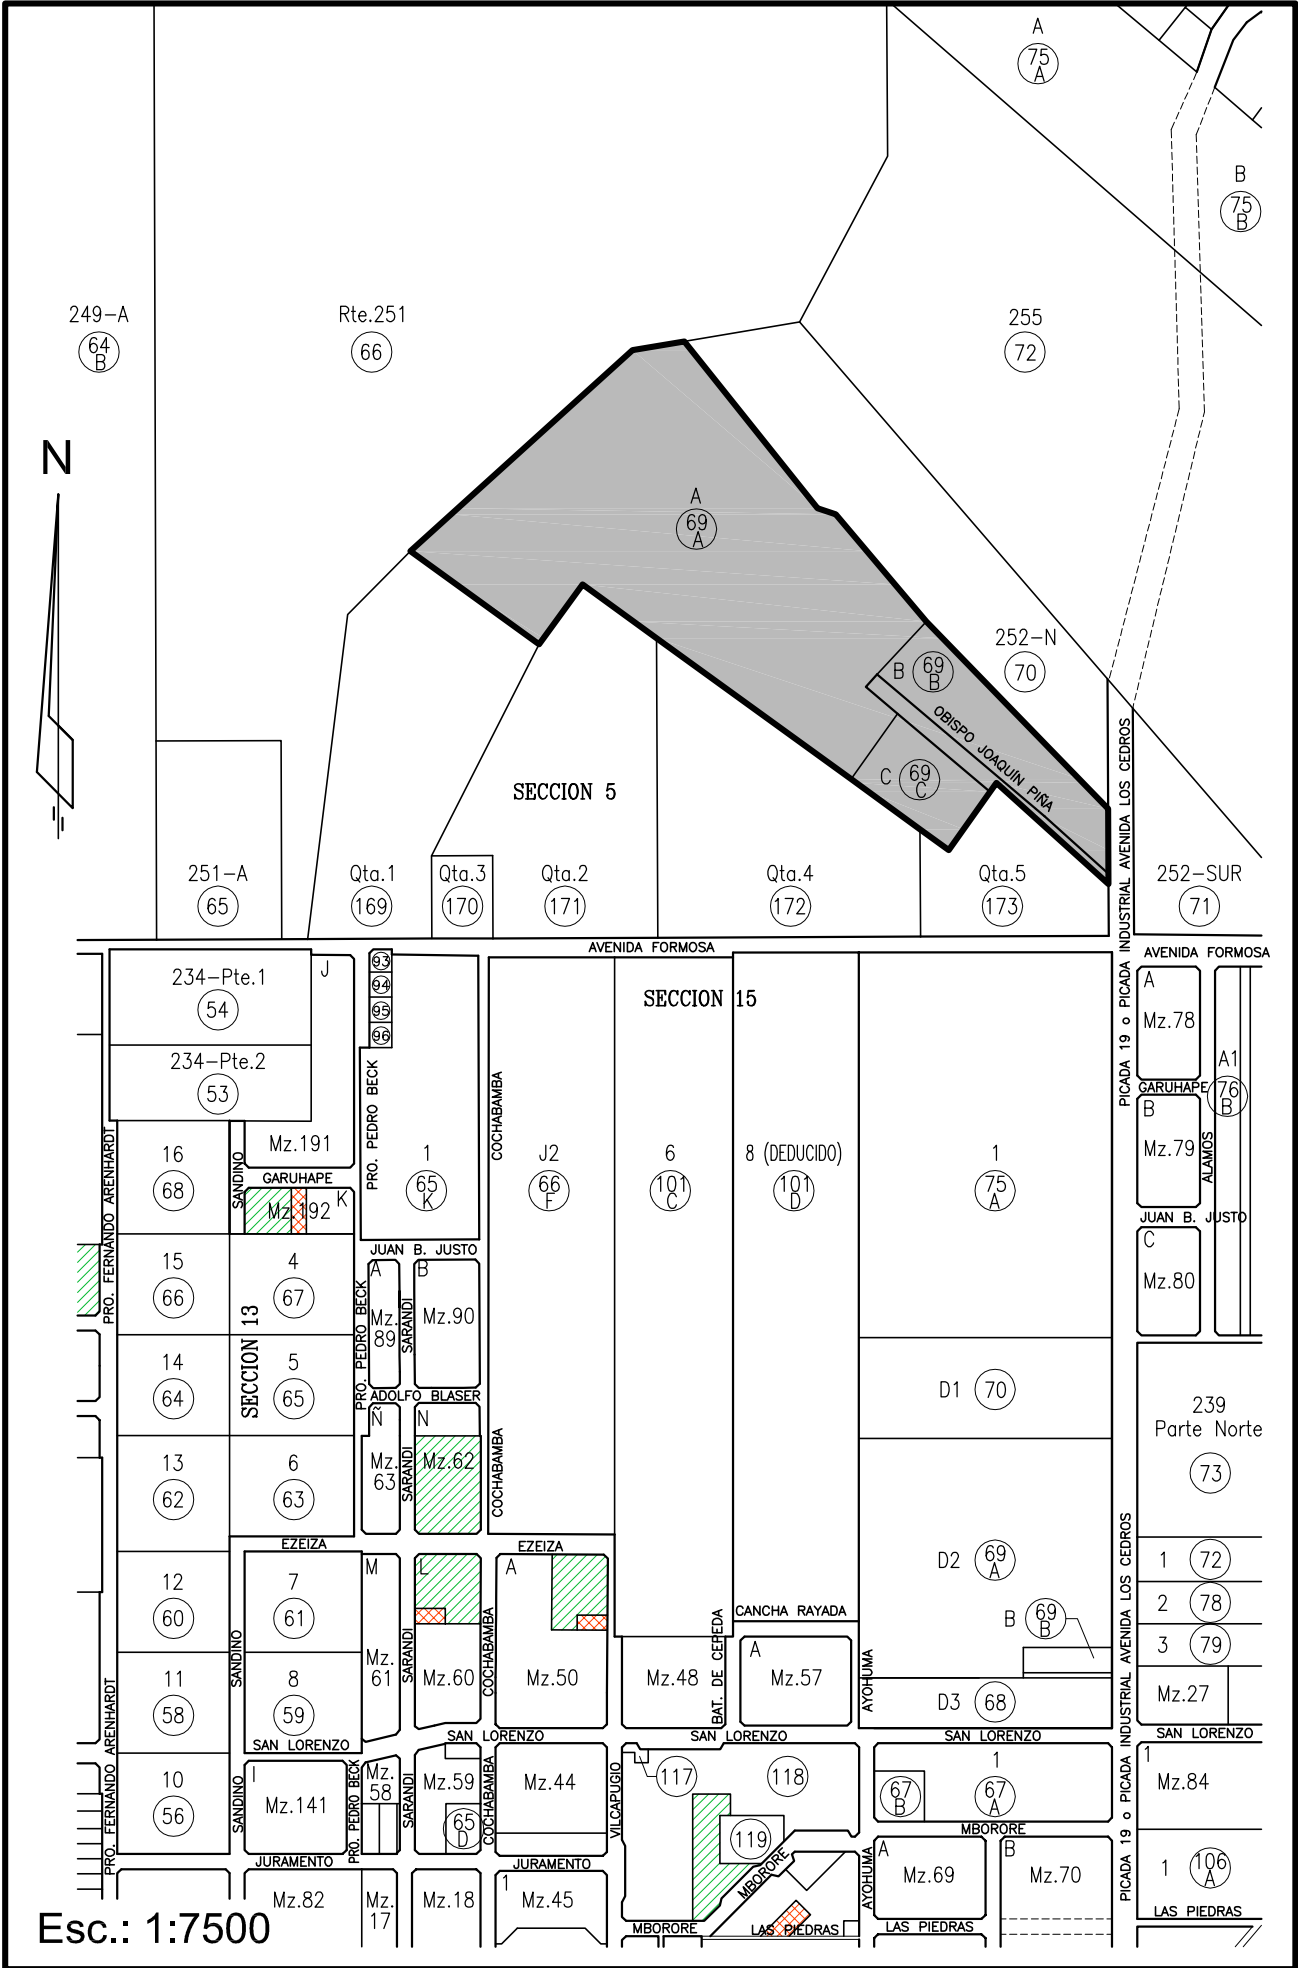 A
75
A
B
75
B
249-A
64
B
Rte.251
66
255
72
N
A
69
A
252-N
70
B
69
B
OBISPO JOAQUÍN PIÑA
C
69
C
SECCION 5
251-A
65
Qta.1
169
Qta.3
170
Qta.2
171
Qta.4
172
Qta.5
173
252-SUR
71
PICADA 19 o PICADA INDUSTRIAL AVENIDA LOS CEDROS
AVENIDA FORMOSA
AVENIDA FORMOSA
234-Pte.1
54
J
93
94
95
96
SECCION 15
A
Mz.78
234-Pte.2
53
PRO. PEDRO BECK
COCHABAMBA
GARUHAPE
A1
76
B
B
Mz.79
ALAMOS
PRO. FERNANDO ARENHARDT
16
68
SANDINO
Mz.191
GARUHAPE
K
Mz.192
1
65
K
J2
66
F
6
101
C
8 (DEDUCIDO)
101
D
1
75
A
JUAN B. JUSTO
JUAN B. JUSTO
C
Mz.80
15
66
4
67
SECCION 13
PRO. PEDRO BECK
A
Mz.
89
SARANDI
B
Mz.90
14
64
5
65
ADOLFO BLASER
D1
70
239
Parte Norte
73
Ñ
Mz.
63
SARANDI
N
Mz.62
COCHABAMBA
13
62
6
63
EZEIZA
EZEIZA
12
60
7
61
M
Mz.
61
SARANDI
L
Mz.60
COCHABAMBA
A
Mz.50
D2
69
A
B
69
B
1
72
2
78
3
79
Mz.27
PICADA 19 o PICADA INDUSTRIAL AVENIDA LOS CEDROS
CANCHA RAYADA
SANDINO
11
58
8
59
Mz.48
BAT. DE CEPEDA
A
Mz.57
AYOHUMA
D3
68
PRO. FERNANDO ARENHARDT
SAN LORENZO
SAN LORENZO
SAN LORENZO
SAN LORENZO
SAN LORENZO
10
56
SANDINO
I
Mz.141
PRO. PEDRO BECK
Mz.
58
SARANDI
Mz.59
65
D
COCHABAMBA
Mz.44
VILCAPUGIO
117
118
119
67
B
1
67
A
1
Mz.84
MBORORE
MBORORE
JURAMENTO
JURAMENTO
Mz.82
Mz.
17
Mz.18
1
Mz.45
AYOHUMA
A
Mz.69
B
Mz.70
1
106
A
MBORORE
LAS PIEDRAS
LAS PIEDRAS
LAS PIEDRAS
Esc.: 1:7500